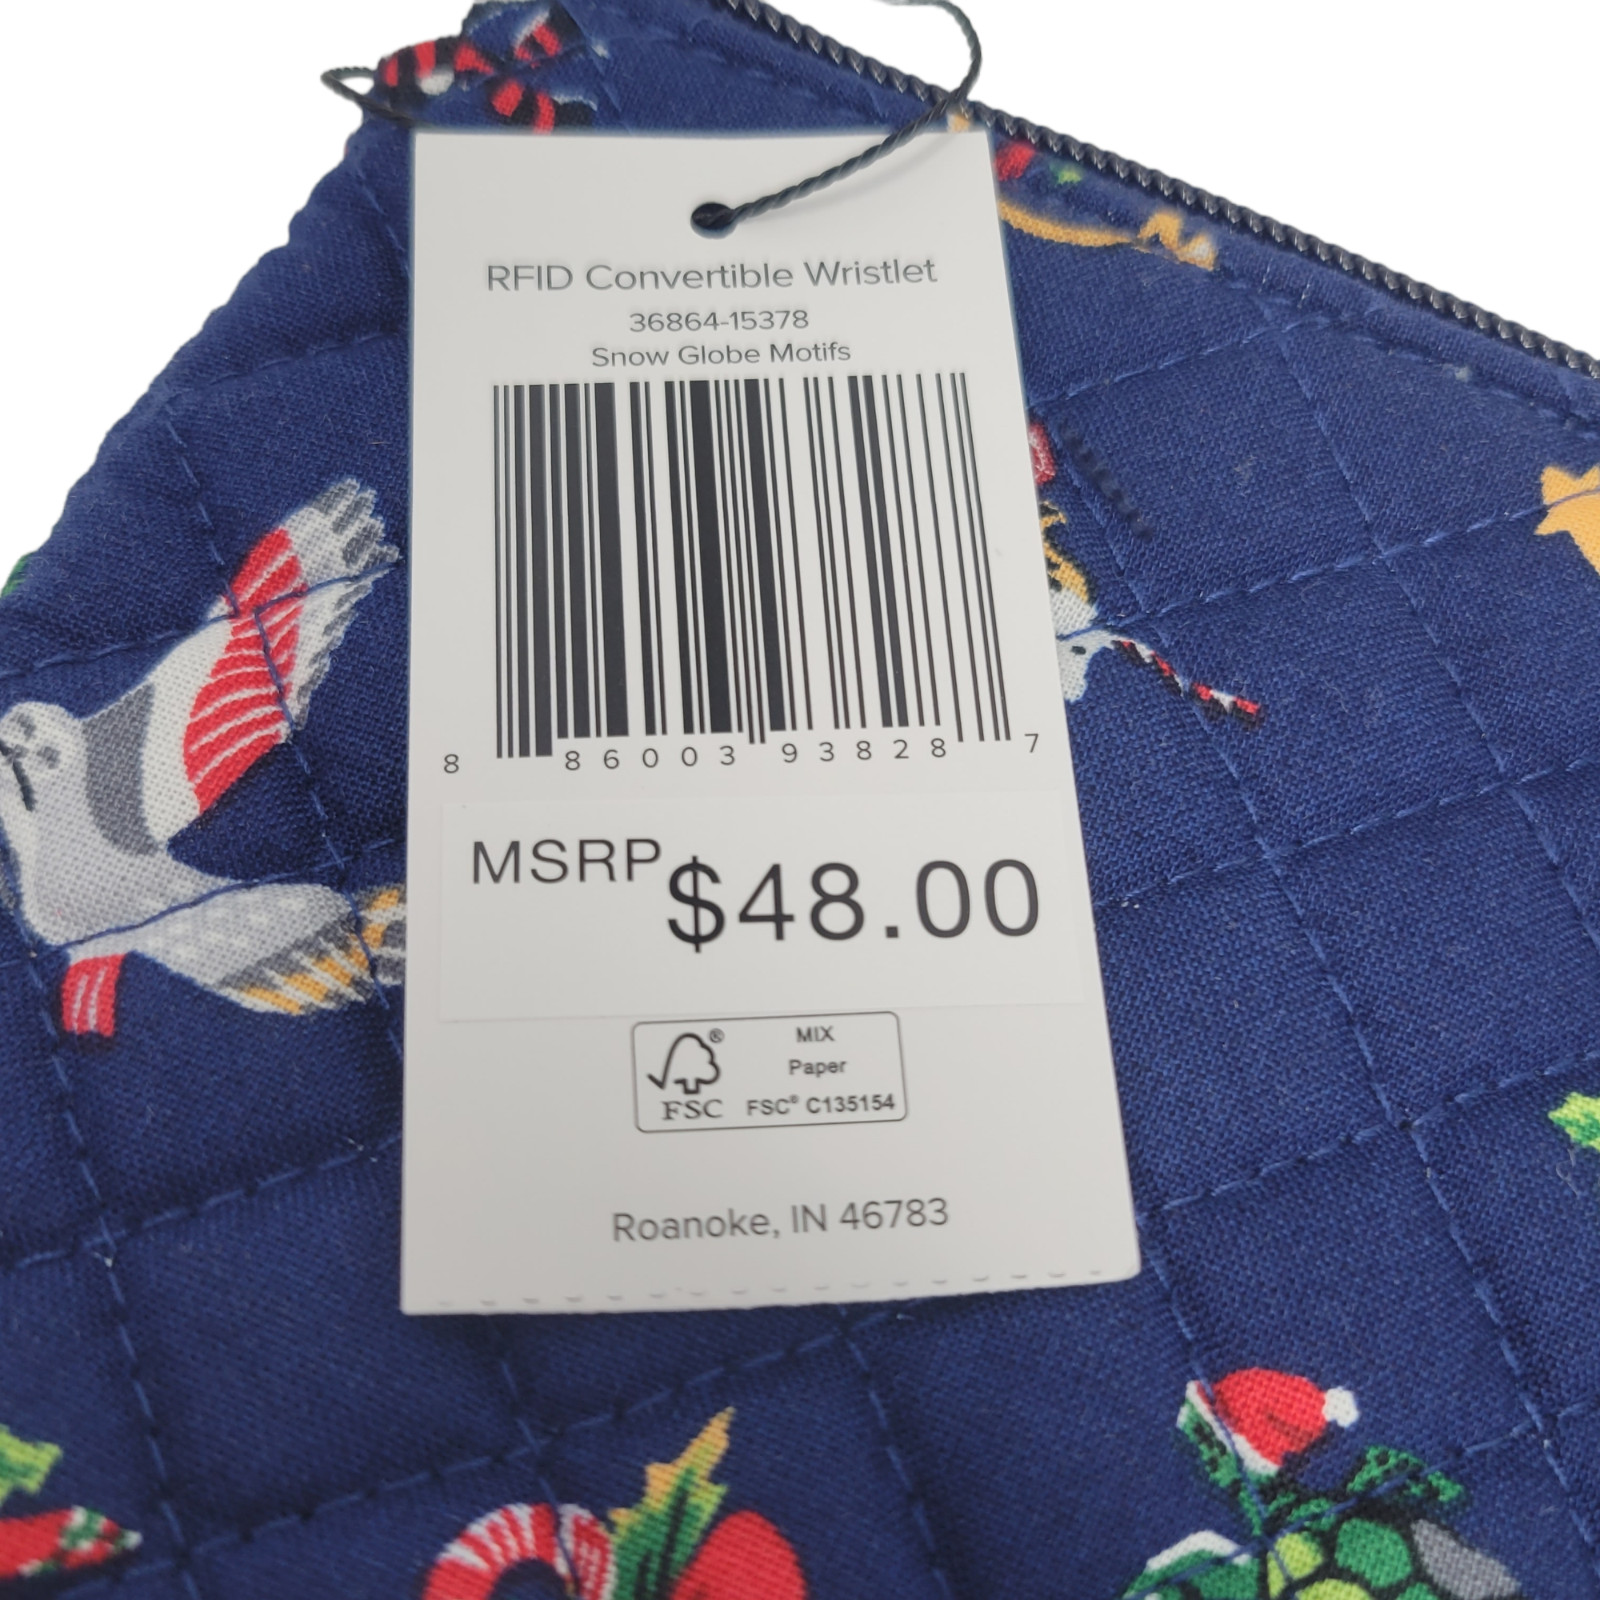 RFID Convertible Wristlet
36864-15378
Snow Globe Motifs
8 86003 93828 7
MSRP $48.00
MIX
Paper
FSC® C135154
®
FSC
Roanoke, IN 46783